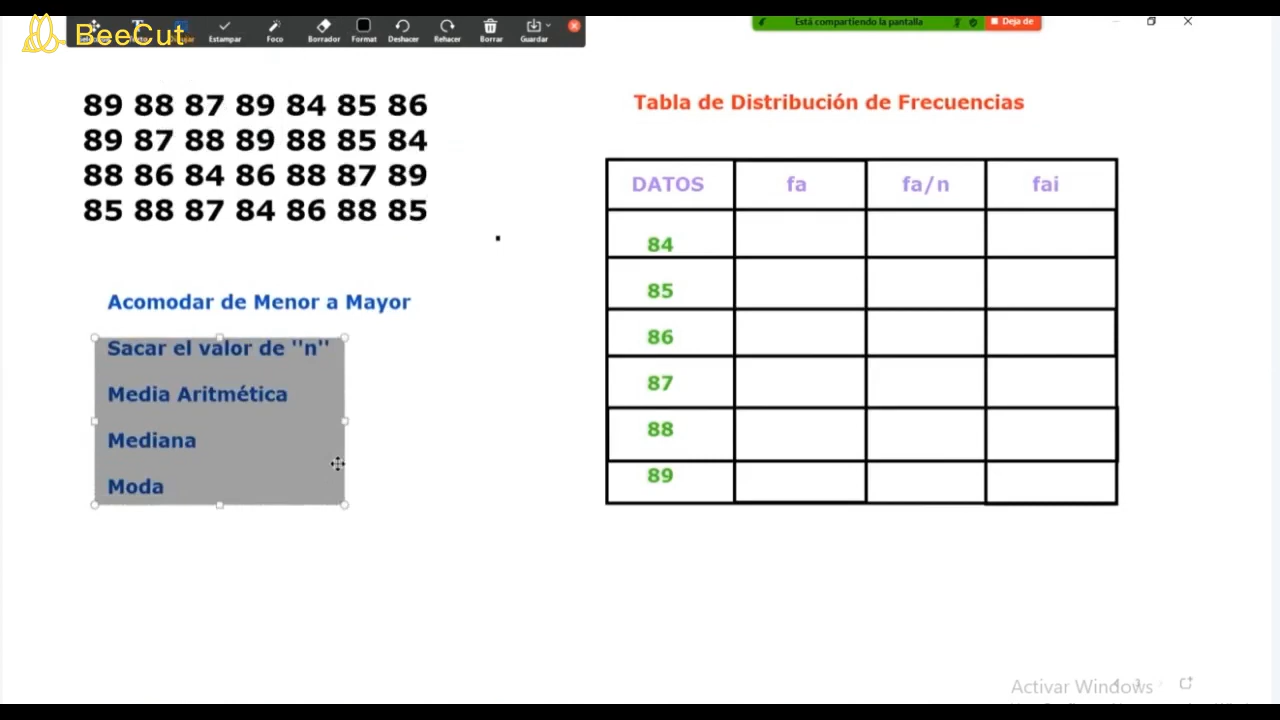 BeeCut
Texto Dibujar Estampar Foco Borrador Format Deshacer Rehacer Borrar Guardar
Está compartiendo la pantalla Deja de
89 88 87 89 84 85 86
89 87 88 89 88 85 84
88 86 84 86 88 87 89
85 88 87 84 86 88 85
Acomodar de Menor a Mayor
Sacar el valor de "n"
Media Aritmética
Mediana
Moda
Tabla de Distribución de Frecuencias
DATOS fa fa/n fai
84
85
86
87
88
89
Activar Windows